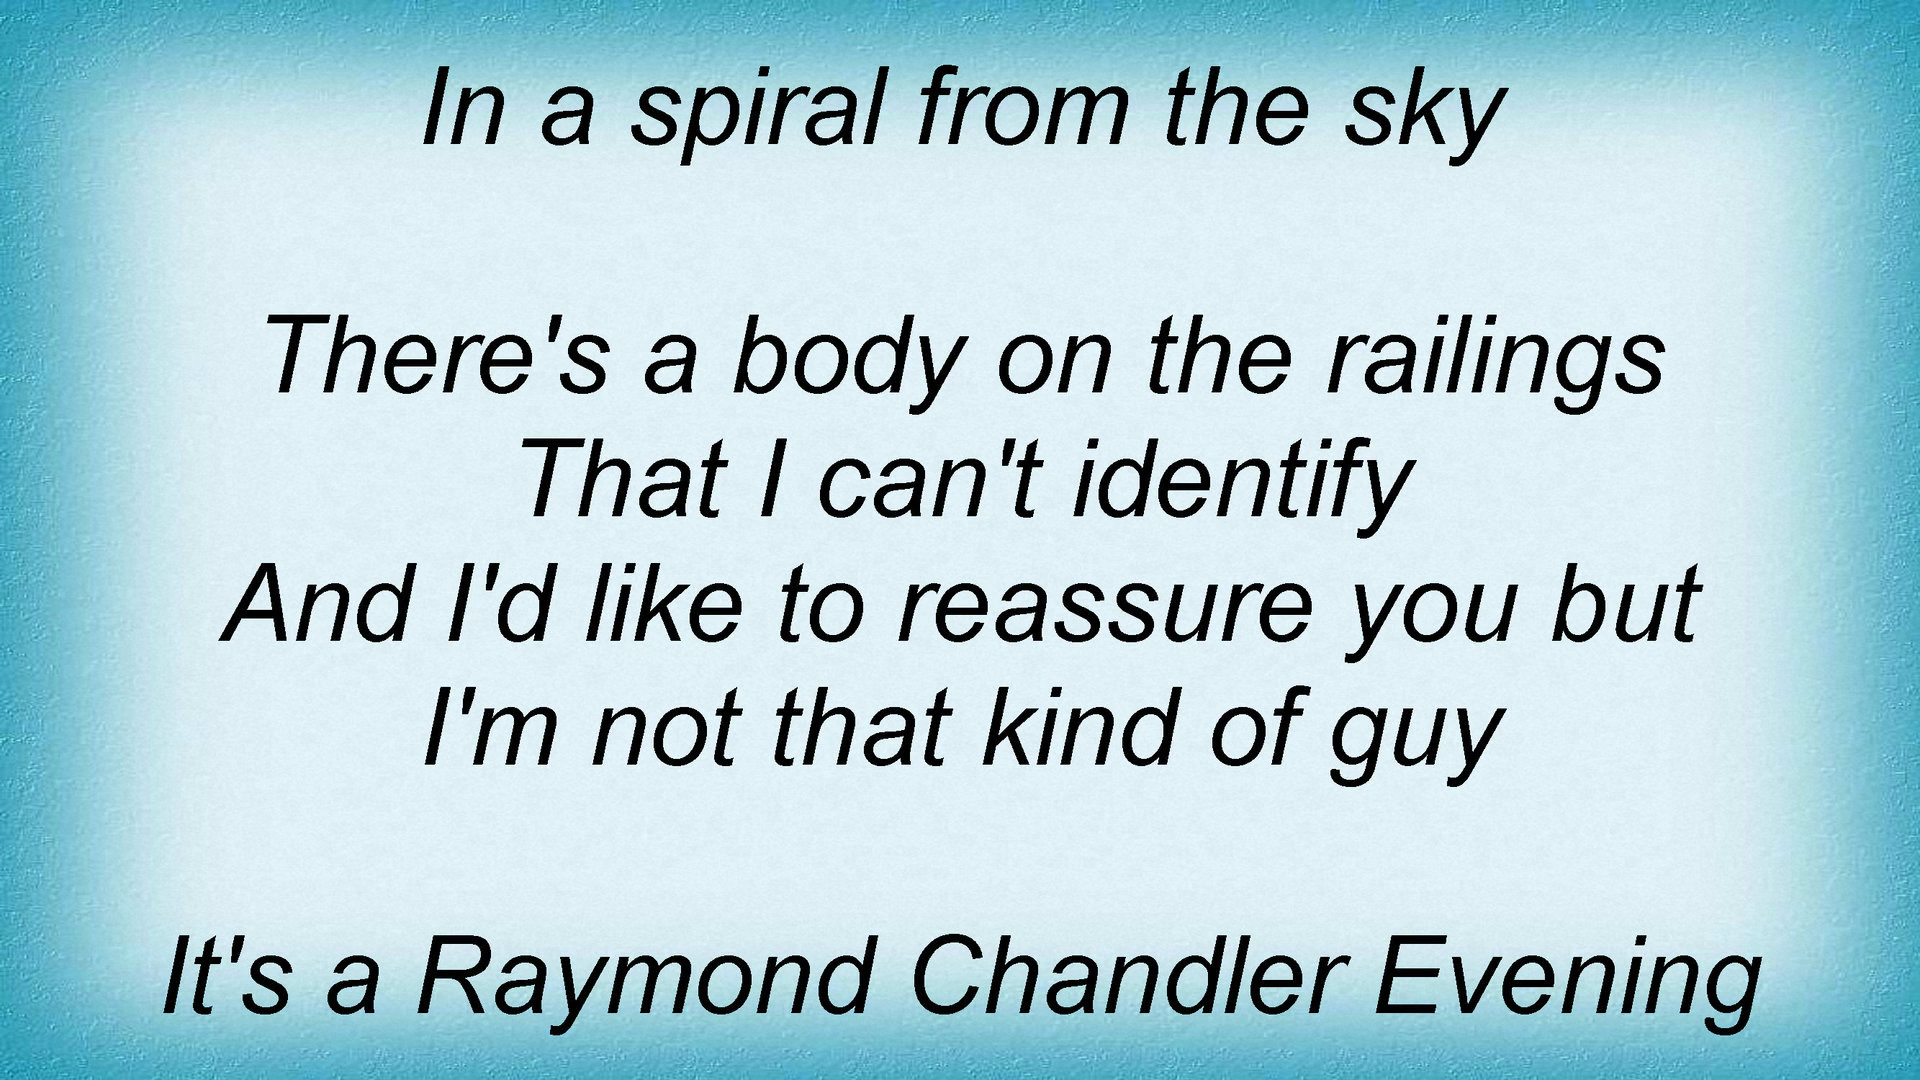 In a spiral from the sky
There's a body on the railings
That I can't identify
And I'd like to reassure you but
I'm not that kind of guy
It's a Raymond Chandler Evening